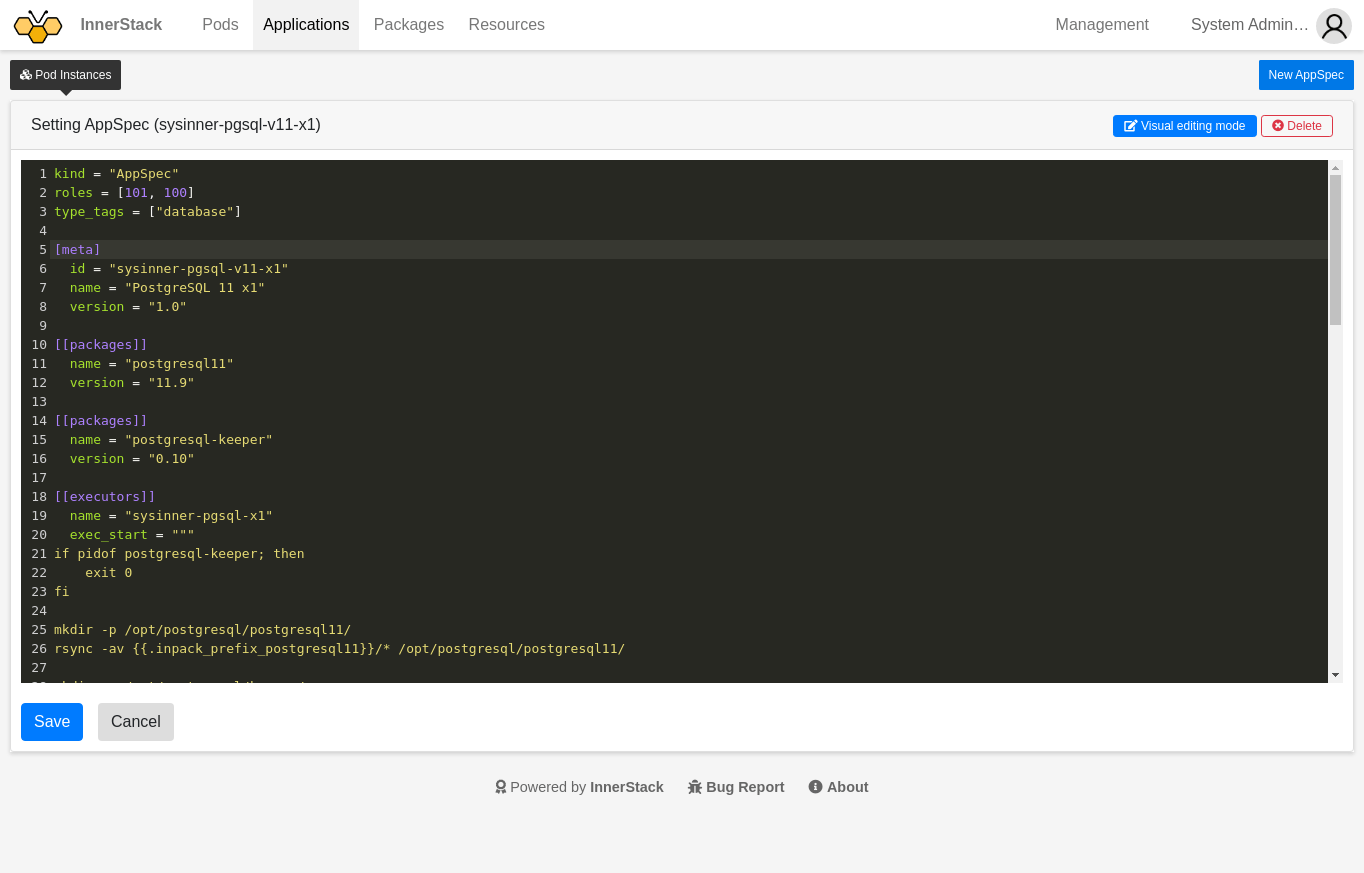 InnerStack Pods Applications Packages Resources Management System Admin…
Pod Instances New AppSpec
Setting AppSpec (sysinner-pgsql-v11-x1) Visual editing mode Delete
1 kind = "AppSpec"
2 roles = [101, 100]
3 type_tags = ["database"]
4
5 [meta]
6   id = "sysinner-pgsql-v11-x1"
7   name = "PostgreSQL 11 x1"
8   version = "1.0"
9
10 [[packages]]
11   name = "postgresql11"
12   version = "11.9"
13
14 [[packages]]
15   name = "postgresql-keeper"
16   version = "0.10"
17
18 [[executors]]
19   name = "sysinner-pgsql-x1"
20   exec_start = """
21 if pidof postgresql-keeper; then
22     exit 0
23 fi
24
25 mkdir -p /opt/postgresql/postgresql11/
26 rsync -av {{.inpack_prefix_postgresql11}}/* /opt/postgresql/postgresql11/
27
Save Cancel
Powered by InnerStack Bug Report About